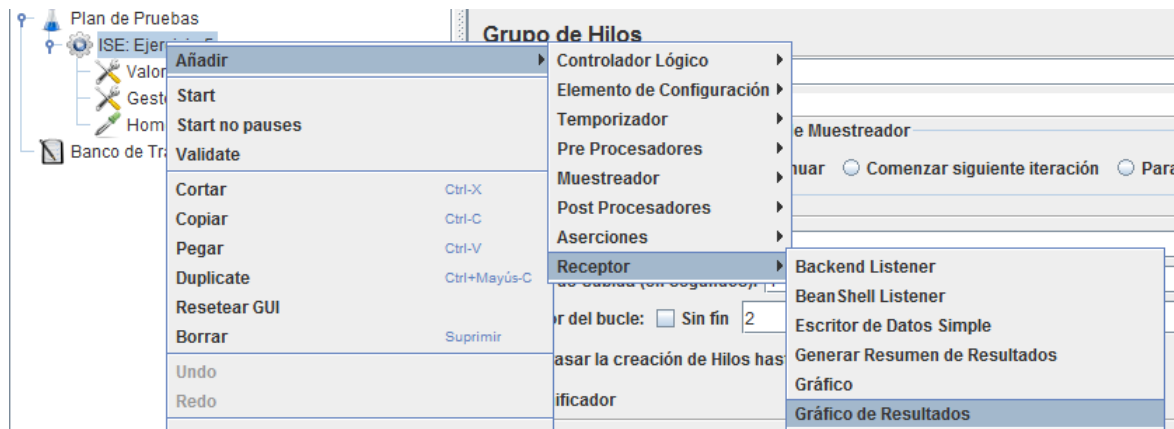 Plan de Pruebas
ISE: Ejer
Valor
Gest
Hom
Banco de Tr
Grupo de Hilos
Añadir
Start
Start no pauses
Validate
Cortar Ctrl-X
Copiar Ctrl-C
Pegar Ctrl-V
Duplicate Ctrl+Mayús-C
Resetear GUI
Borrar Suprimir
Undo
Redo
Controlador Lógico
Elemento de Configuración
Temporizador
Pre Procesadores
Muestreador
Post Procesadores
Aserciones
Receptor
e Muestreador
nuar Comenzar siguiente iteración Para
or del bucle: Sin fín 2
asar la creación de Hilos has
ificador
Backend Listener
BeanShell Listener
Escritor de Datos Simple
Generar Resumen de Resultados
Gráfico
Gráfico de Resultados